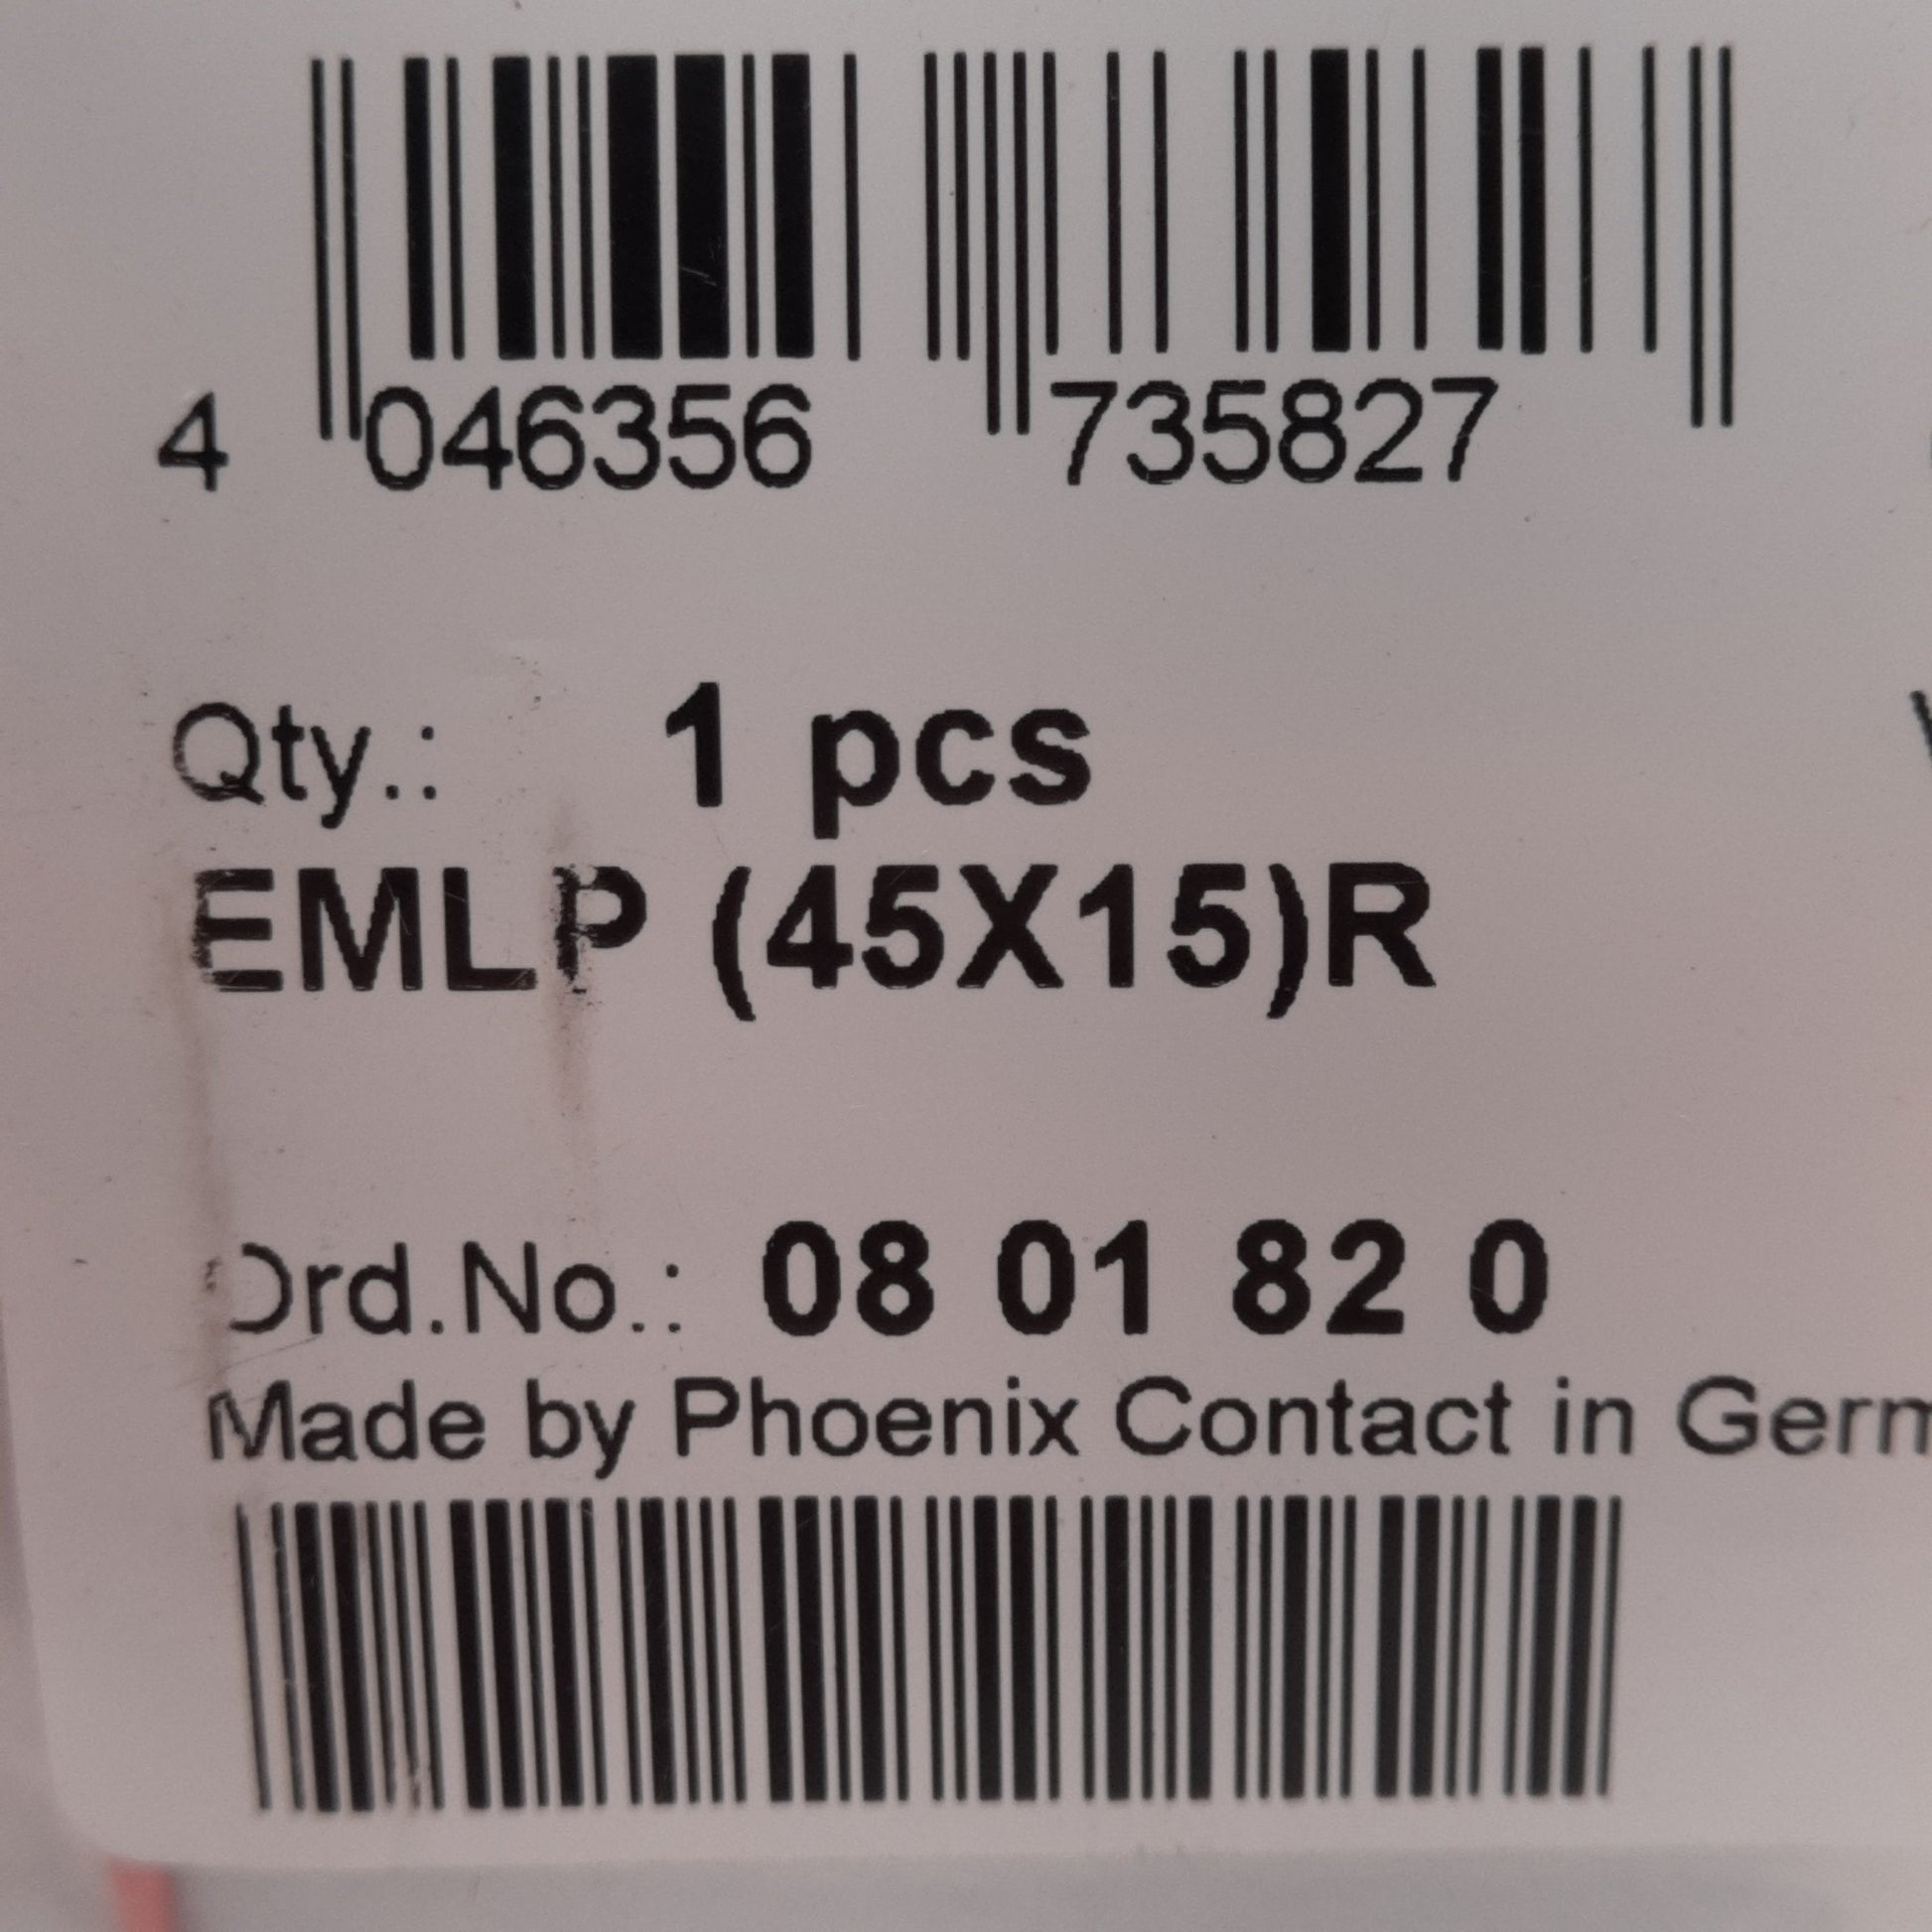 4 046356 735827
Qty.: 1 pcs
EMLP (45X15)R
Ord.No.: 08 01 82 0
Made by Phoenix Contact in Germ